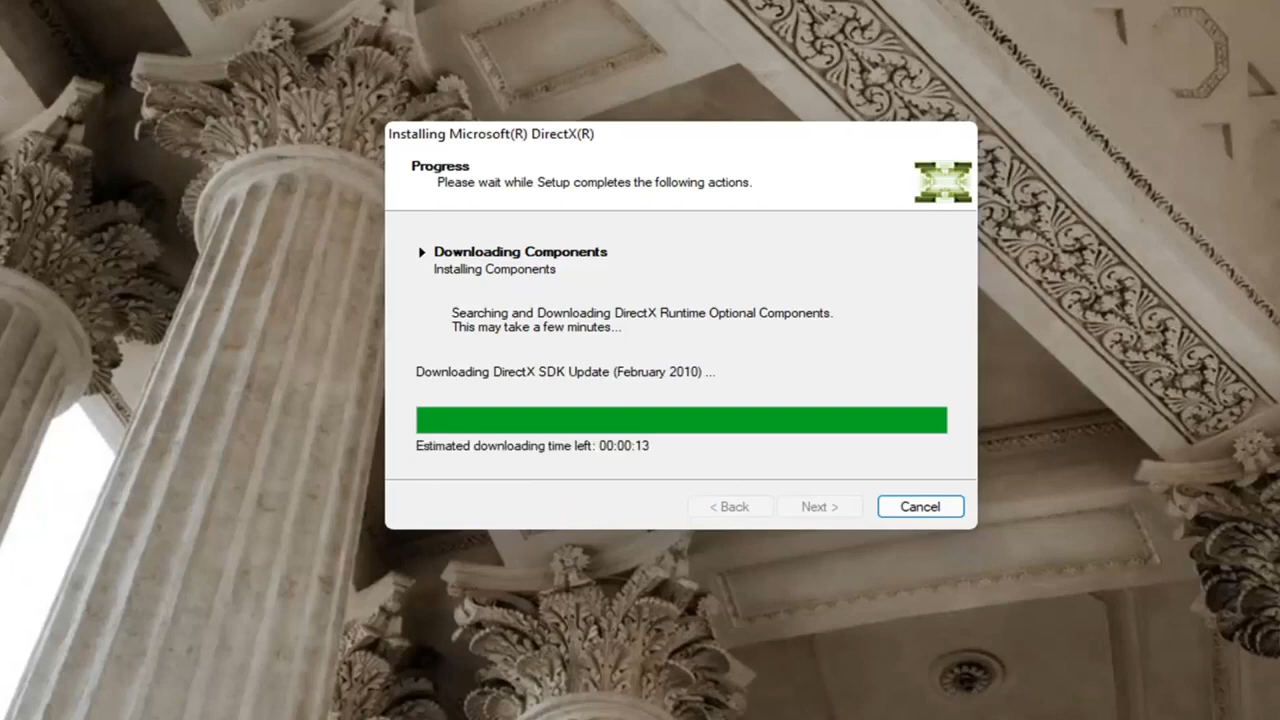 Installing Microsoft(R) DirectX(R)
Progress
Please wait while Setup completes the following actions.
Downloading Components
Installing Components
Searching and Downloading DirectX Runtime Optional Components.
This may take a few minutes...
Downloading DirectX SDK Update (February 2010) ...
Estimated downloading time left: 00:00:13
< Back
Next >
Cancel